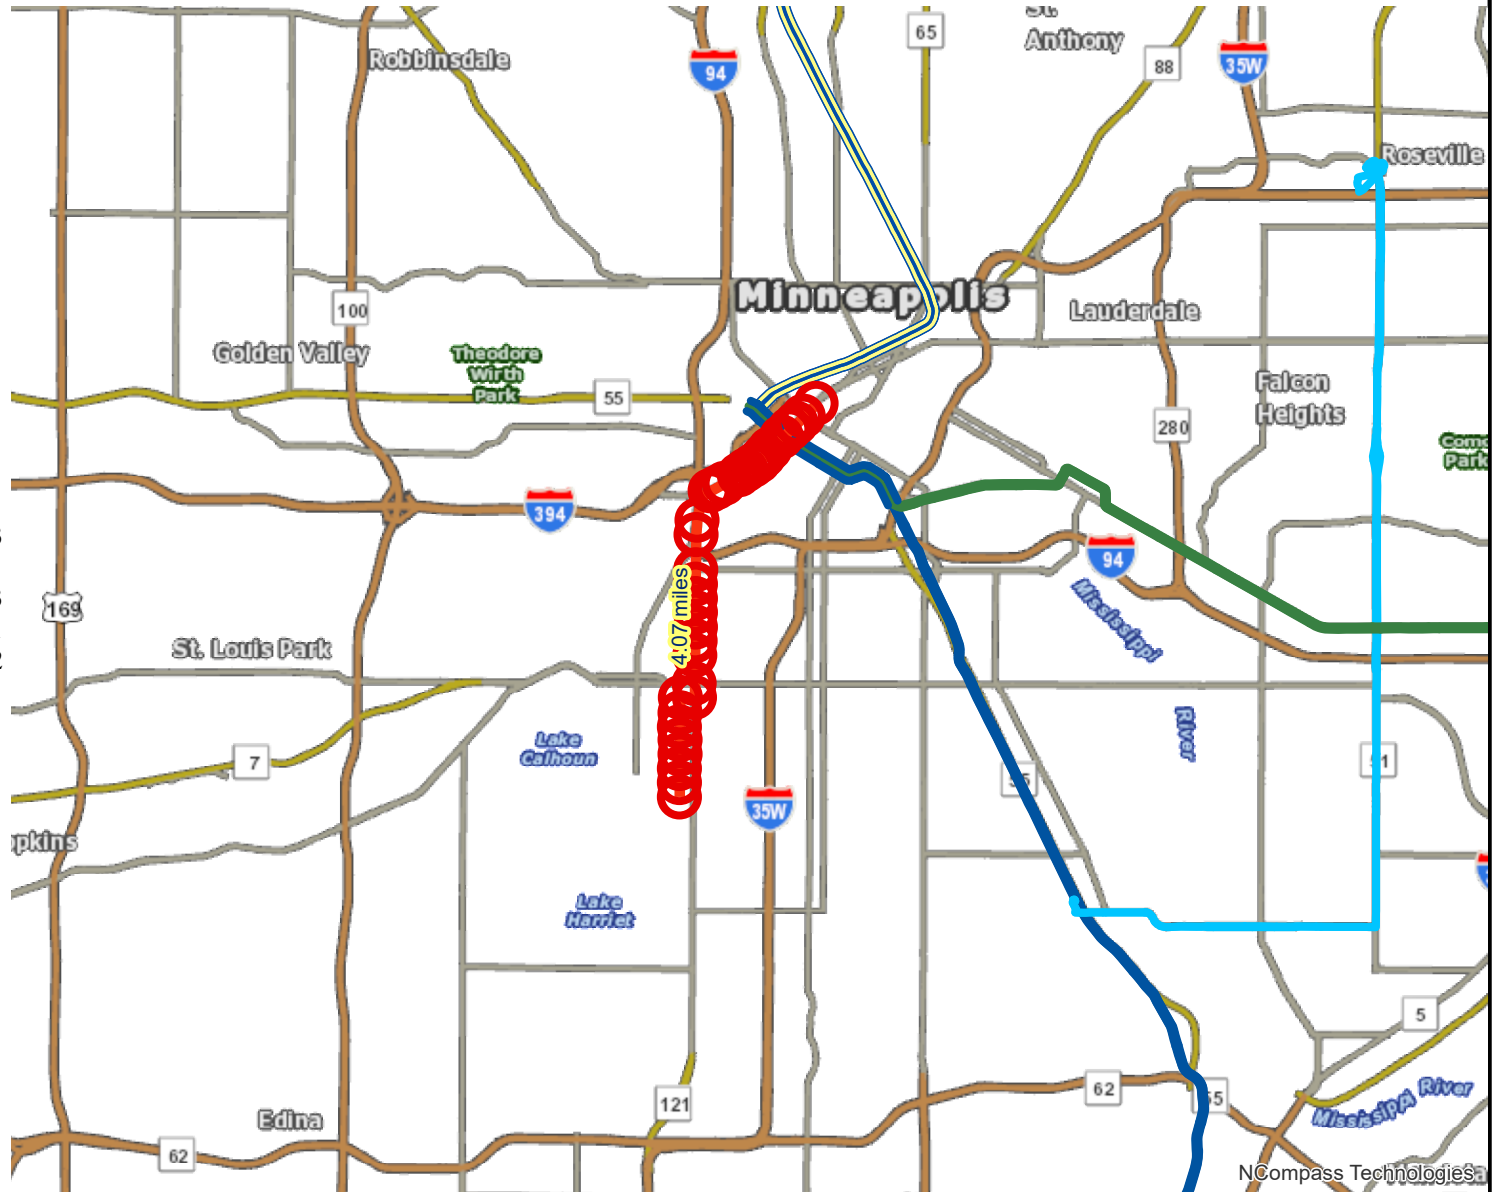 65
Anthony
Robbinsdale
94
88
35W
Roseville
Minneapolis
100
Lauderdale
Golden Valley
Theodore
Wirth
Park
55
Falcon
Heights
280
Como
Park
394
94
169
4.07 miles
Mississippi
St. Louis Park
River
Lake
Calhoun
7
35W
Lake
Harriet
5
62
121
Edina
62
Mississippi River
NCompass Technologies